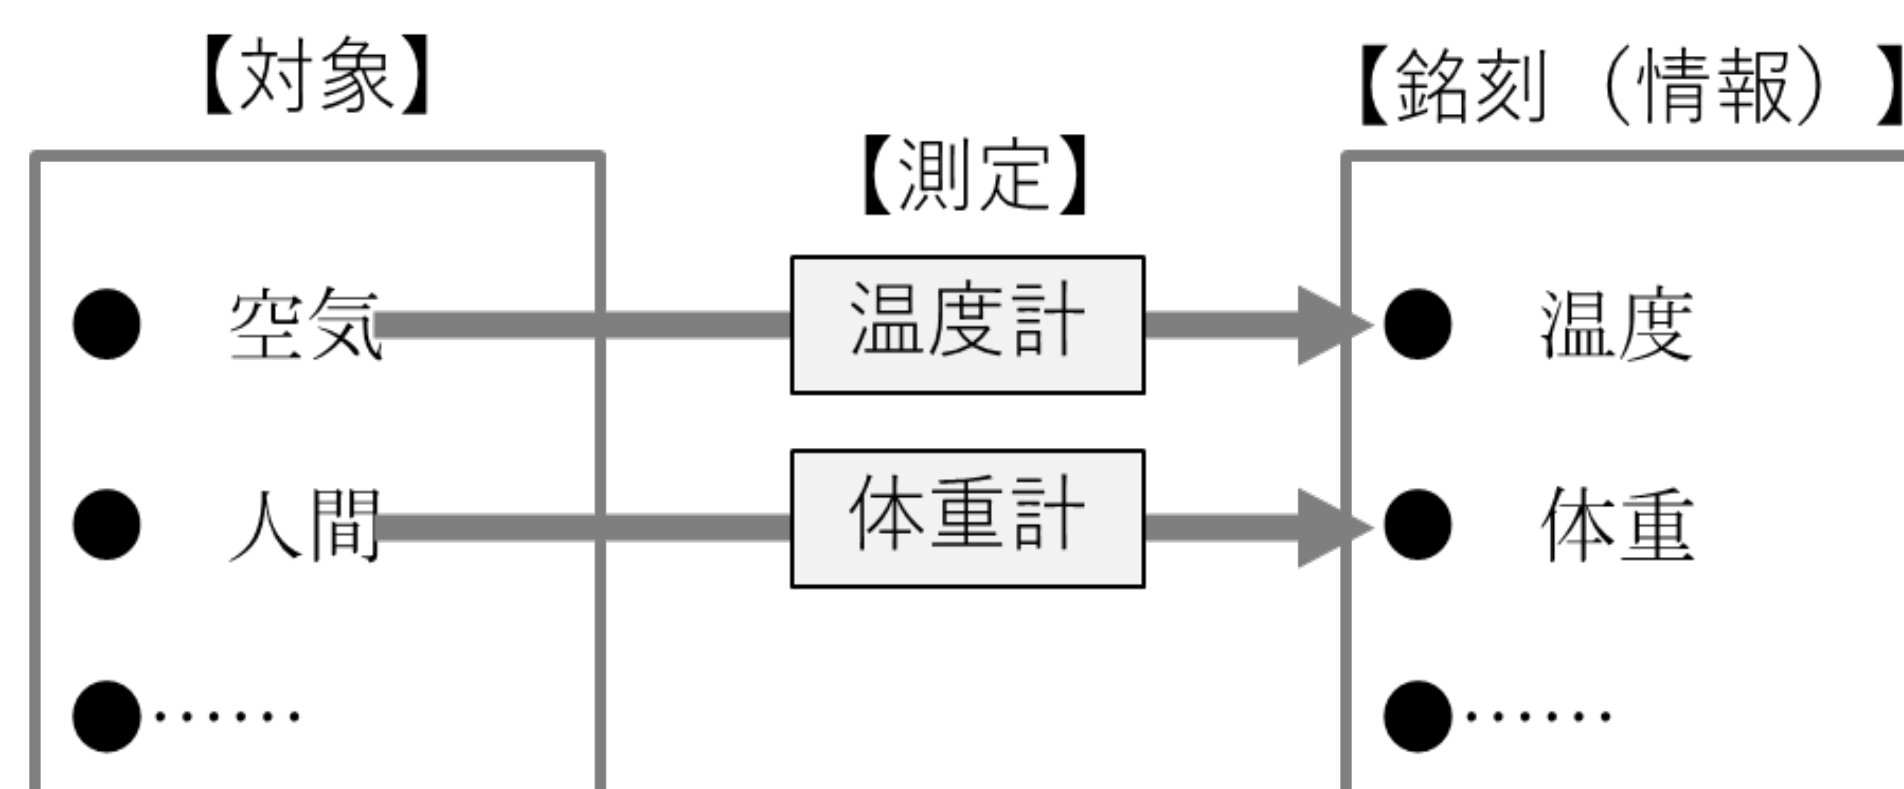 【対象】
【測定】
【銘刻（情報）】
空気
温度計
温度
人間
体重計
体重
……
……